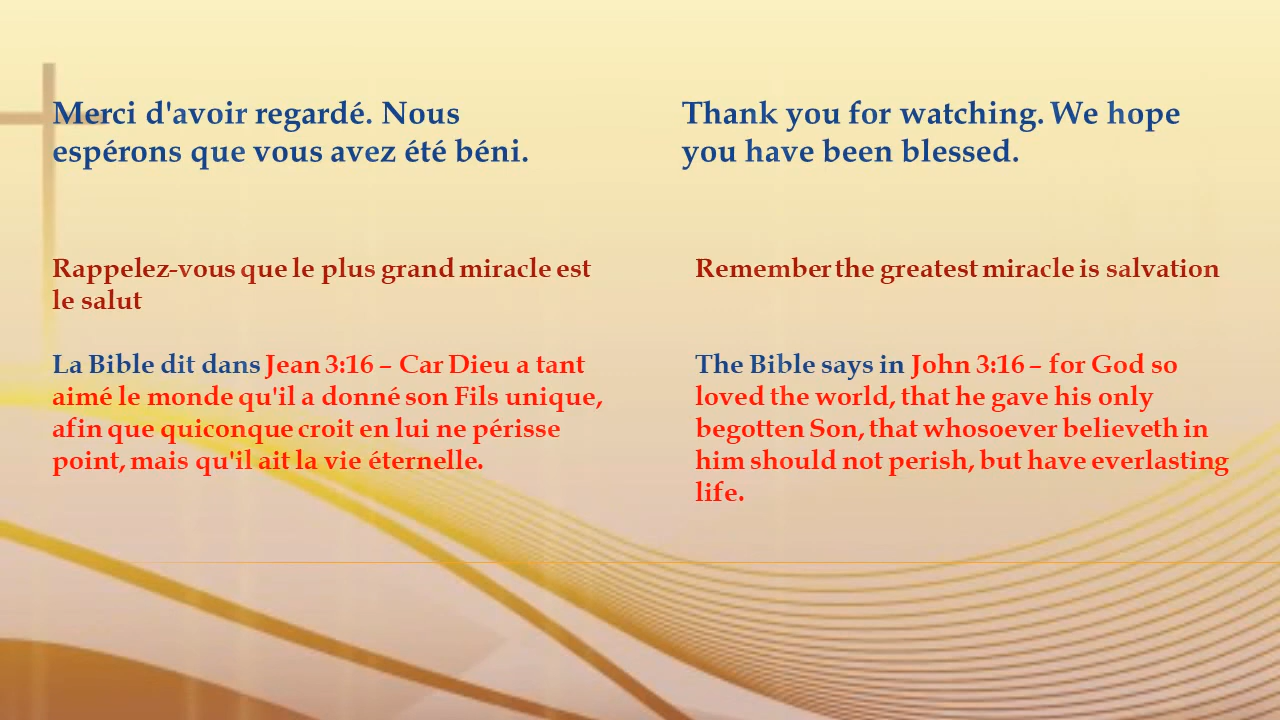 Merci d'avoir regardé. Nous
espérons que vous avez été béni.
Rappelez-vous que le plus grand miracle est
le salut
La Bible dit dans Jean 3:16 – Car Dieu a tant
aimé le monde qu'il a donné son Fils unique,
afin que quiconque croit en lui ne périsse
point, mais qu'il ait la vie éternelle.
Thank you for watching. We hope
you have been blessed.
Remember the greatest miracle is salvation
The Bible says in John 3:16 – for God so
loved the world, that he gave his only
begotten Son, that whosoever believeth in
him should not perish, but have everlasting
life.